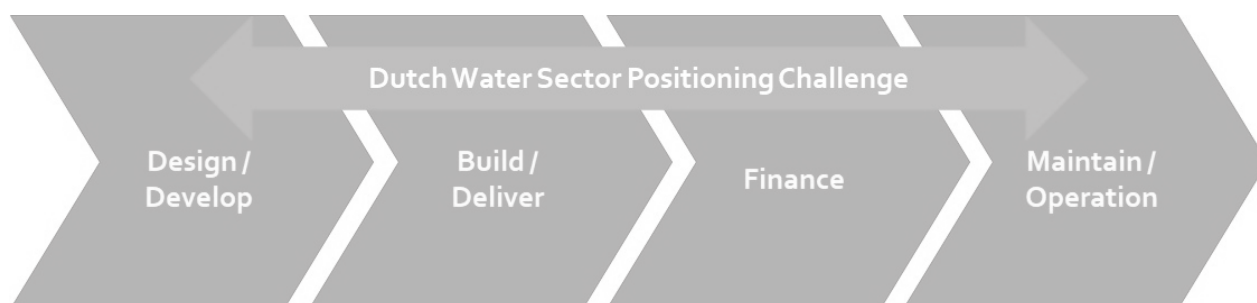 Dutch Water Sector Positioning Challenge
Design /
Develop
Build /
Deliver
Finance
Maintain /
Operation